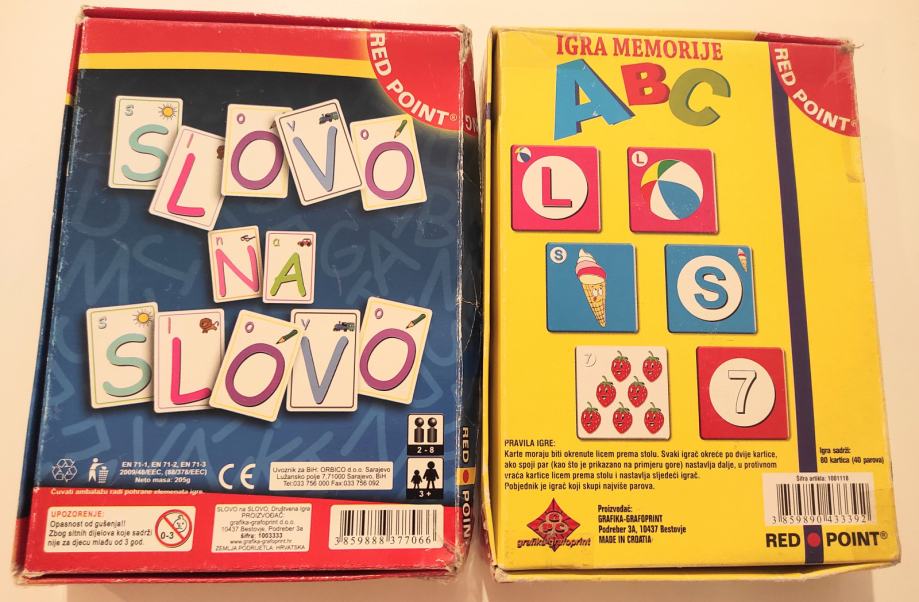 RED POINT®
s
S
l
L
o
O
v
V
o
O
n
N
a
A
s
S
l
L
o
O
v
V
o
O
2 - 8
3 +
EN 71-1, EN 71-2, EN 71-3
2009/48/EEC, (88/378/EEC)
Neto masa: 205g
CE
Uvoznik za BiH: ORBICO d.o.o. Sarajevo
Lužansko polje 7,71000 Sarajevo, BiH
Tel:033 756 000 Fax:033 756 092
Čuvati ambalažu radi pohrane elemenata igre.
UPOZORENJE:
Opasnost od gušenja!!
Zbog sitnih dijelova koje sadrži
nije za djecu mlađu od 3 god.
0-3
SLOVO na SLOVO, Društvena igra
PROIZVOĐAČ:
grafika-grafoprint d.o.o.
10437 Bestovje, Podreber 3a
šifra: 1003333
www.grafika-grafoprint.hr
ZEMLJA PODRIJETLA: HRVATSKA
3 859888 377066
RED POINT
IGRA MEMORIJE
ABC
RED POINT®
L
L
S
S
7
7
PRAVILA IGRE:
Karte moraju biti okrenute licem prema stolu. Svaki igrač okreće po dvije kartice,
ako spoji par (kao što je prikazano na primjeru gore) nastavlja dalje, u protivnom
vraća kartice licem prema stolu i nastavlja sljedeći igrač.
Pobjednik je igrač koji skupi najviše parova.
Igra sadrži:
80 kartica (40 parova)
grafika-grafoprint
Proizvođač:
GRAFIKA-GRAFOPRINT
Podreber 3A, 10437 Bestovje
MADE IN CROATIA
Šifra artikla: 1001118
3 859890 433392
RED POINT®